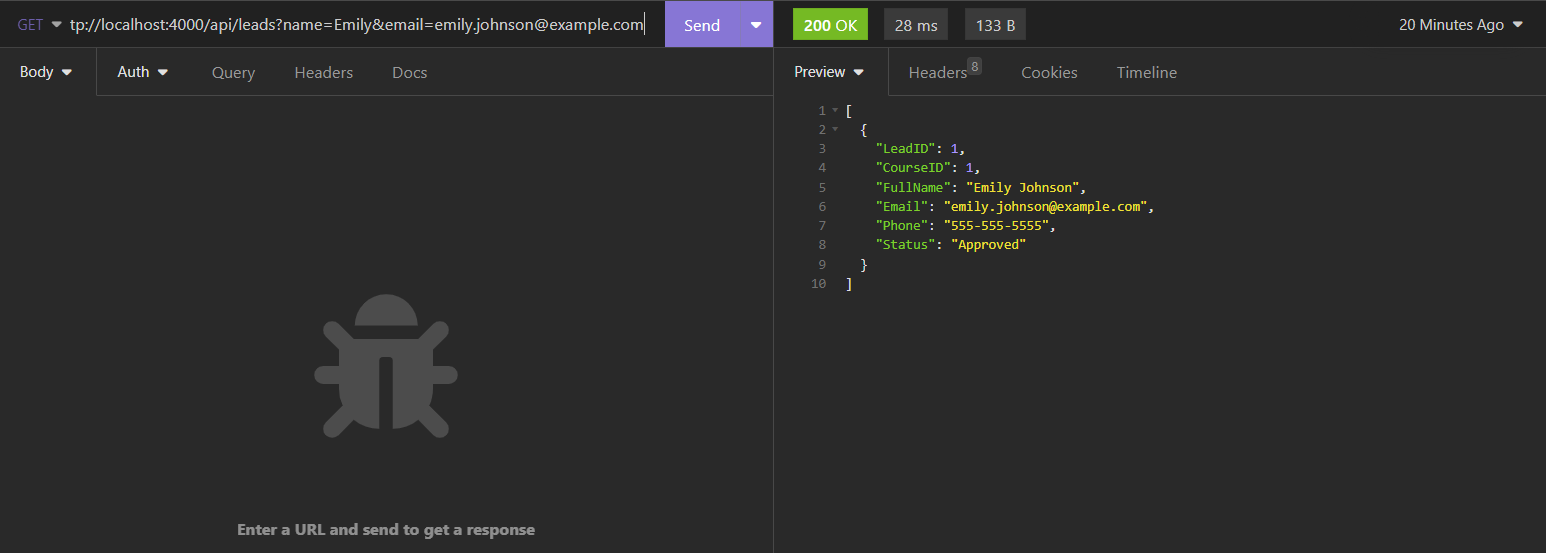 GET tp://localhost:4000/api/leads?name=Emily&email=emily.johnson@example.com Send 200 OK 28 ms 133 B 20 Minutes Ago
Body Auth Query Headers Docs
Preview Headers 8 Cookies Timeline
1 [
2 {
3 "LeadID": 1,
4 "CourseID": 1,
5 "FullName": "Emily Johnson",
6 "Email": "emily.johnson@example.com",
7 "Phone": "555-555-5555",
8 "Status": "Approved"
9 }
10 ]
Enter a URL and send to get a response